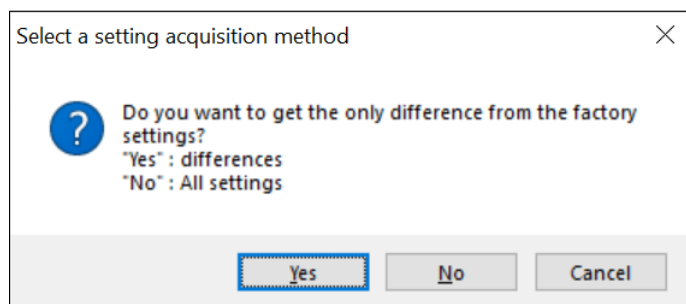 Select a setting acquisition method
Do you want to get the only difference from the factory
settings?
"Yes" : differences
"No" : All settings
Yes
No
Cancel